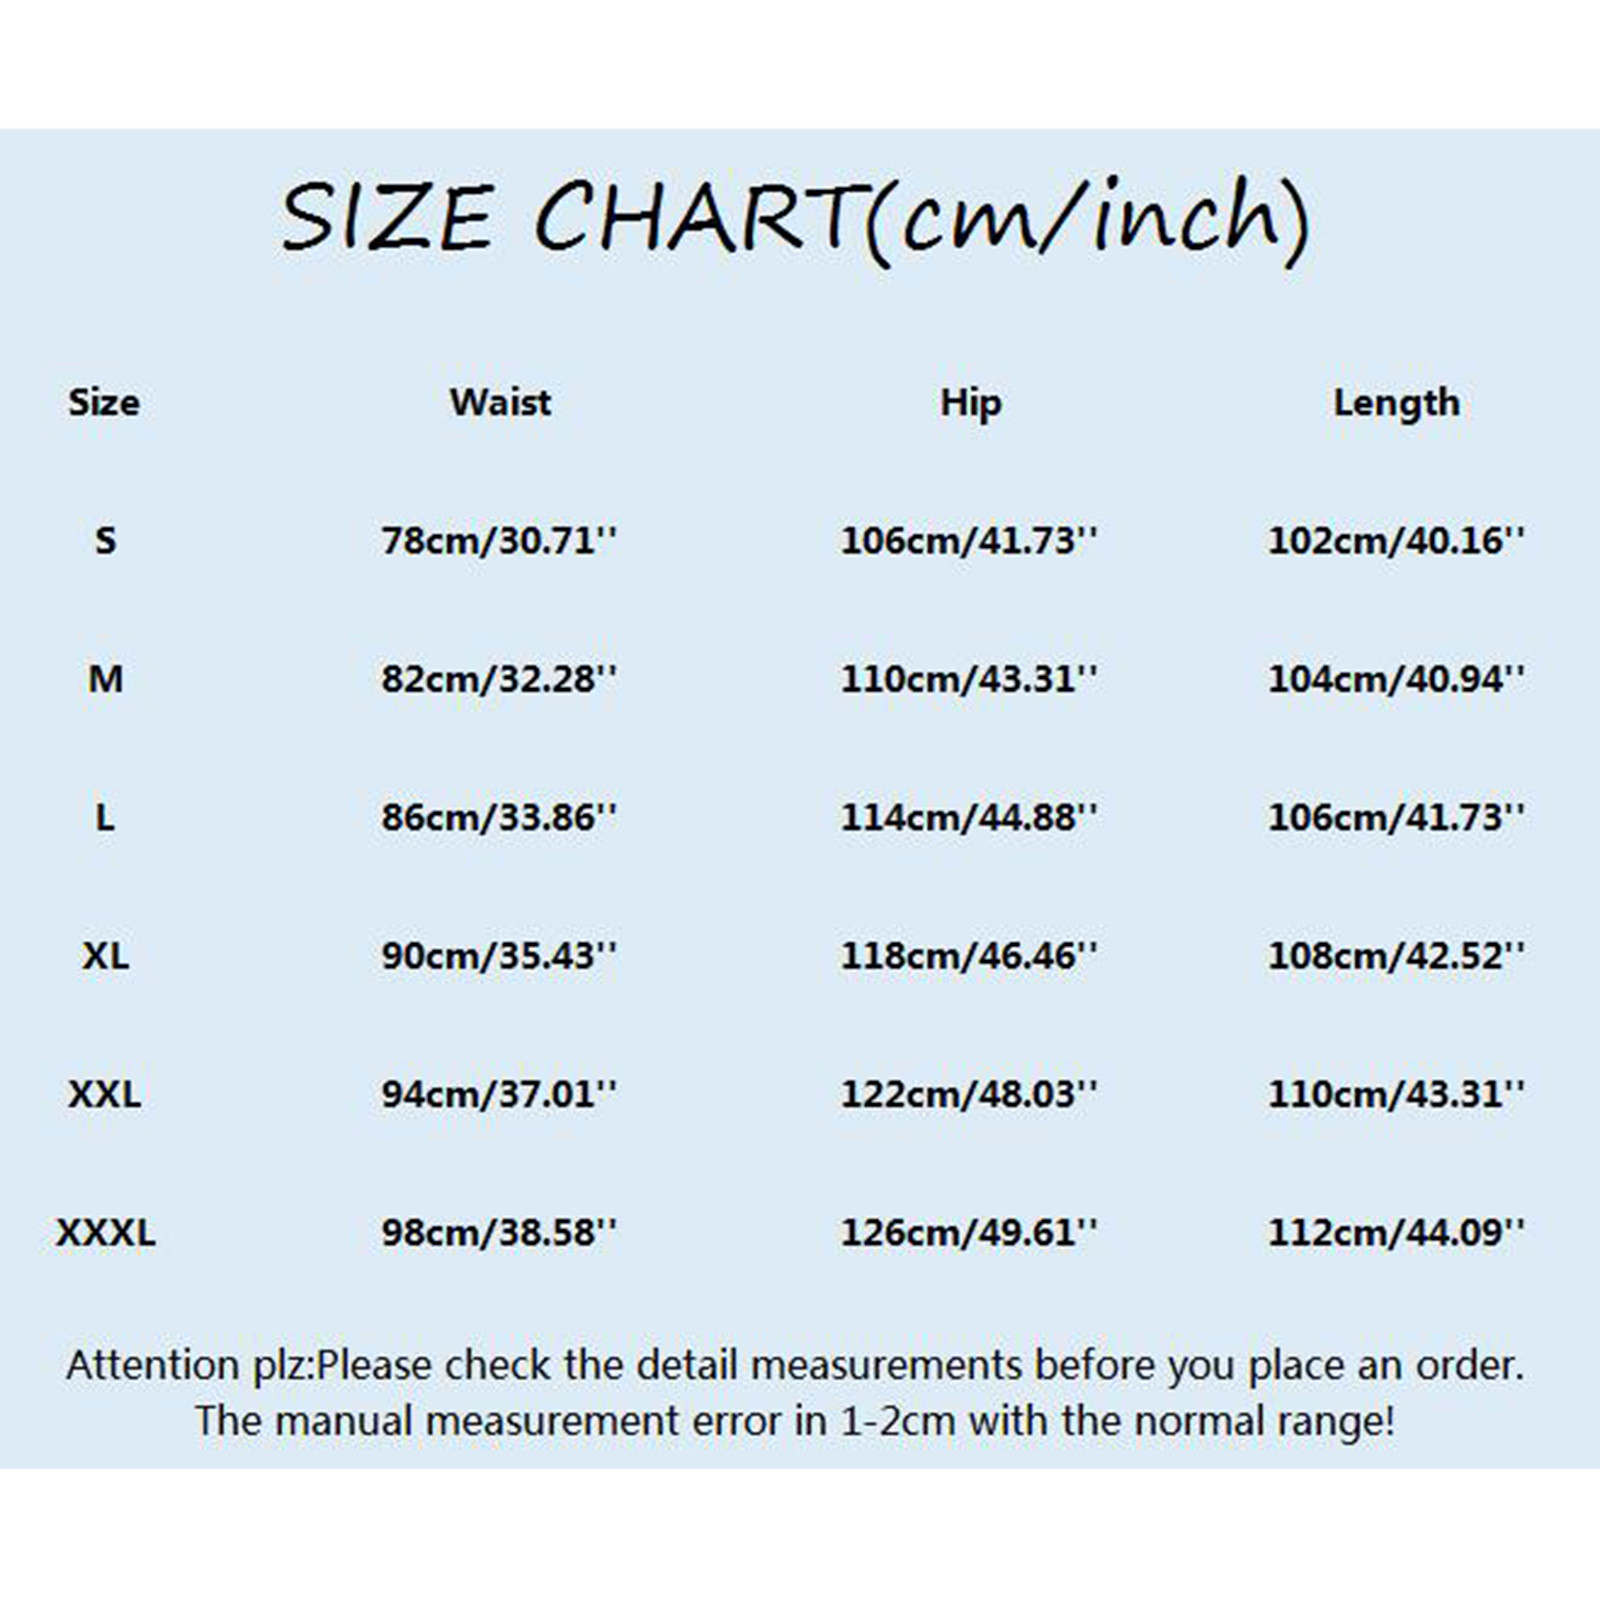 SIZE CHART(cm/inch)
Size Waist Hip Length
S 78cm/30.71'' 106cm/41.73'' 102cm/40.16''
M 82cm/32.28'' 110cm/43.31'' 104cm/40.94''
L 86cm/33.86'' 114cm/44.88'' 106cm/41.73''
XL 90cm/35.43'' 118cm/46.46'' 108cm/42.52''
XXL 94cm/37.01'' 122cm/48.03'' 110cm/43.31''
XXXL 98cm/38.58'' 126cm/49.61'' 112cm/44.09''
Attention plz:Please check the detail measurements before you place an order.
The manual measurement error in 1-2cm with the normal range!